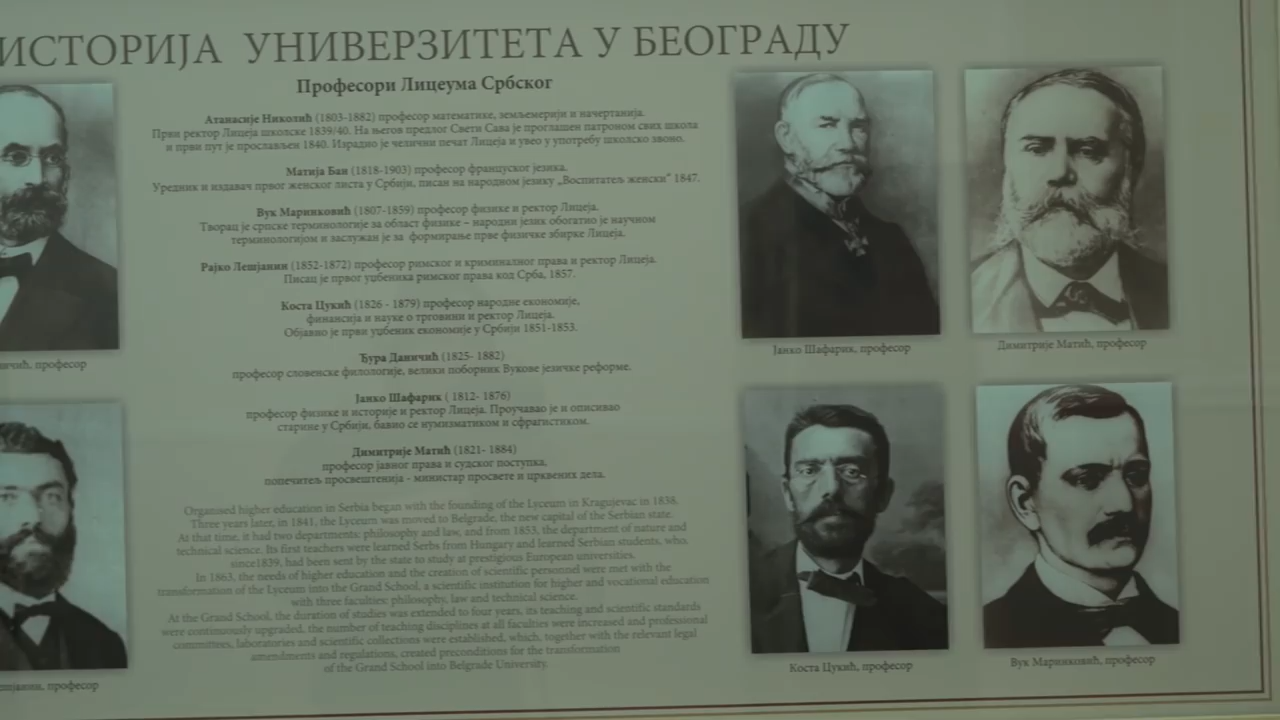 ИСТОРИЈА УНИВЕРЗИТЕТА У БЕОГРАДУ
Професори Лицеума Србског
Атанасије Николић (1803-1882) професор математике, земљемерији и начертанија.
Први ректор Лицеја школске 1839/40. На његов предлог Свети Сава је проглашен патроном свих школа
и први пут је прослављен 1840. Израдио је челични печат Лицеја и увео у употребу школско звоно.
Матија Бан (1818-1903) професор француског језика.
Уредник и издавач првог женског листа у Србији, писан на народном језику „Воспитатељ женски“ 1847.
Вук Маринковић (1807-1859) професор физике и ректор Лицеја.
Творац је српске терминологије за област физике – народни језик обогатио је научном
терминологијом и заслужан је за формирање прве физичке збирке Лицеја.
Рајко Лешјанин (1852-1872) професор римског и криминалног права и ректор Лицеја.
Писац је првог уџбеника римског права код Срба, 1857.
Коста Цукић (1826 - 1879) професор народне економије,
финансија и науке о трговини и ректор Лицеја.
Објавио је први уџбеник економије у Србији 1851-1853.
Ђура Даничић (1825- 1882)
професор словенске филологије, велики поборник Вукове језичке реформе.
Јанко Шафарик ( 1812- 1876)
професор физике и историје и ректор Лицеја. Проучавао је и описивао
старине у Србији, бавио се нумизматиком и сфрагистиком.
Димитрије Матић (1821- 1884)
професор јавног права и судског поступка,
попечитељ просвештенија - министар просвете и црквених дела.
Organised higher education in Serbia began with the founding of the Lyceum in Kragujevac in 1838.
Three years later, in 1841, the Lyceum was moved to Belgrade, the new capital of the Serbian state.
At that time, it had two departments: philosophy and law, and from 1853, the department of nature and
technical science. Its first teachers were learned Serbs from Hungary and learned Serbian students, who,
since1839, had been sent by the state to study at prestigious European universities.
In 1863, the needs of higher education and the creation of scientific personnel were met with the
transformation of the Lyceum into the Grand School, a scientific institution for higher and vocational education
with three faculties: philosophy, law and technical science.
At the Grand School, the duration of studies was extended to four years, its teaching and scientific standards
were continuously upgraded, the number of teaching disciplines at all faculties were increased and professional
committees, laboratories and scientific collections were established, which, together with the relevant legal
amendments and regulations, created preconditions for the transformation
of the Grand School into Belgrade University.
ничић, професор
ешјанин, професор
Јанко Шафарик, професор
Димитрије Матић, професор
Коста Цукић, професор
Вук Маринковић, професор